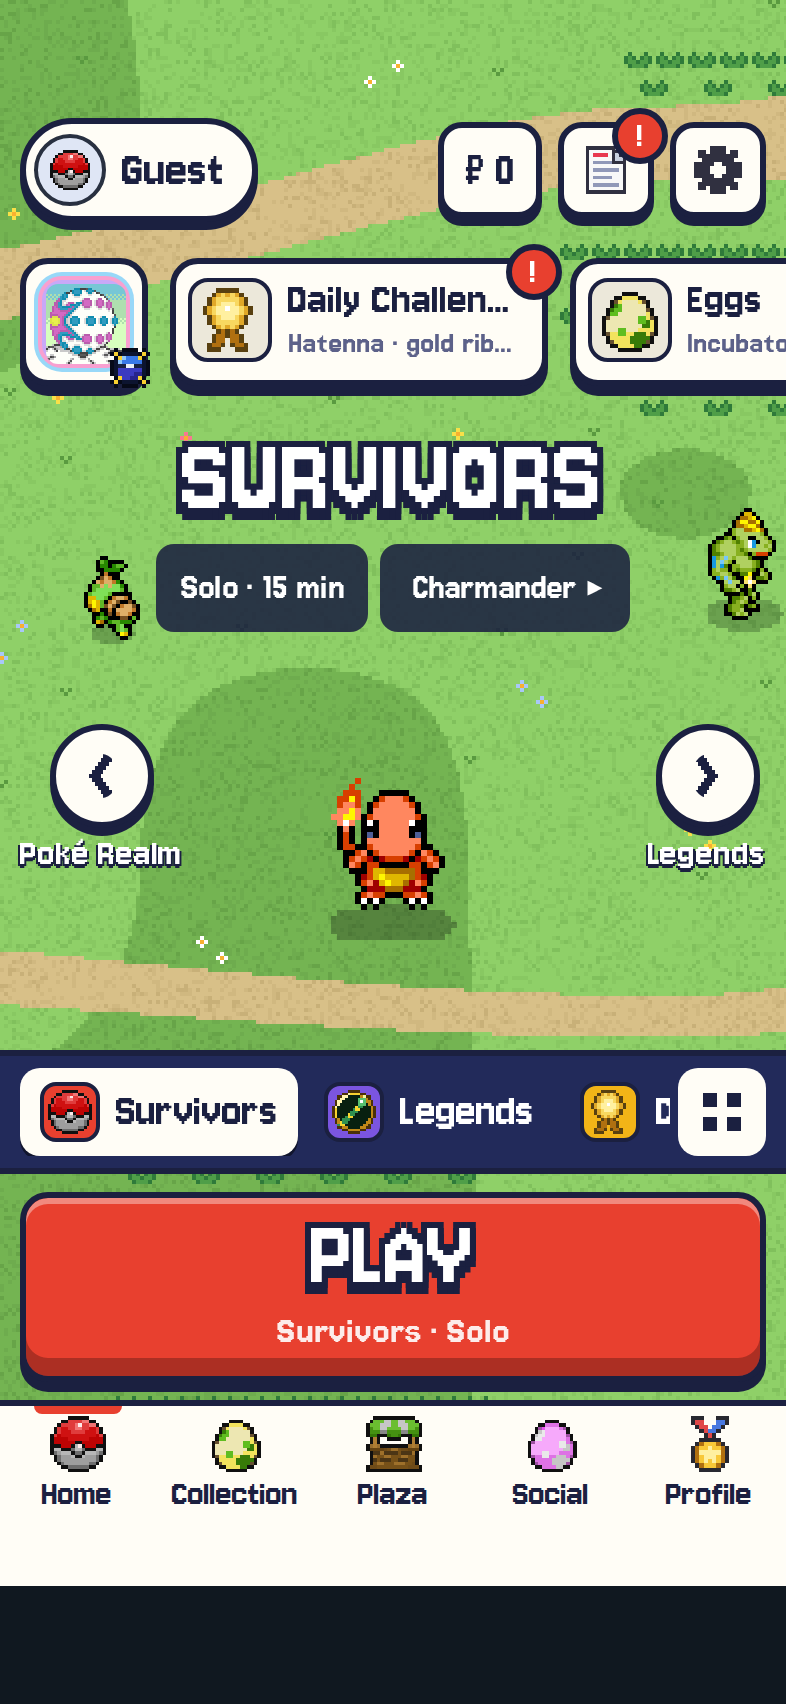 Guest
₽ 0
!
Daily Challen...
!
Hatenna · gold rib...
Eggs
Incubato
SURVIVORS
Solo · 15 min
Charmander ▸
Poké Realm
Legends
Survivors
Legends
D
PLAY
Survivors · Solo
Home
Collection
Plaza
Social
Profile